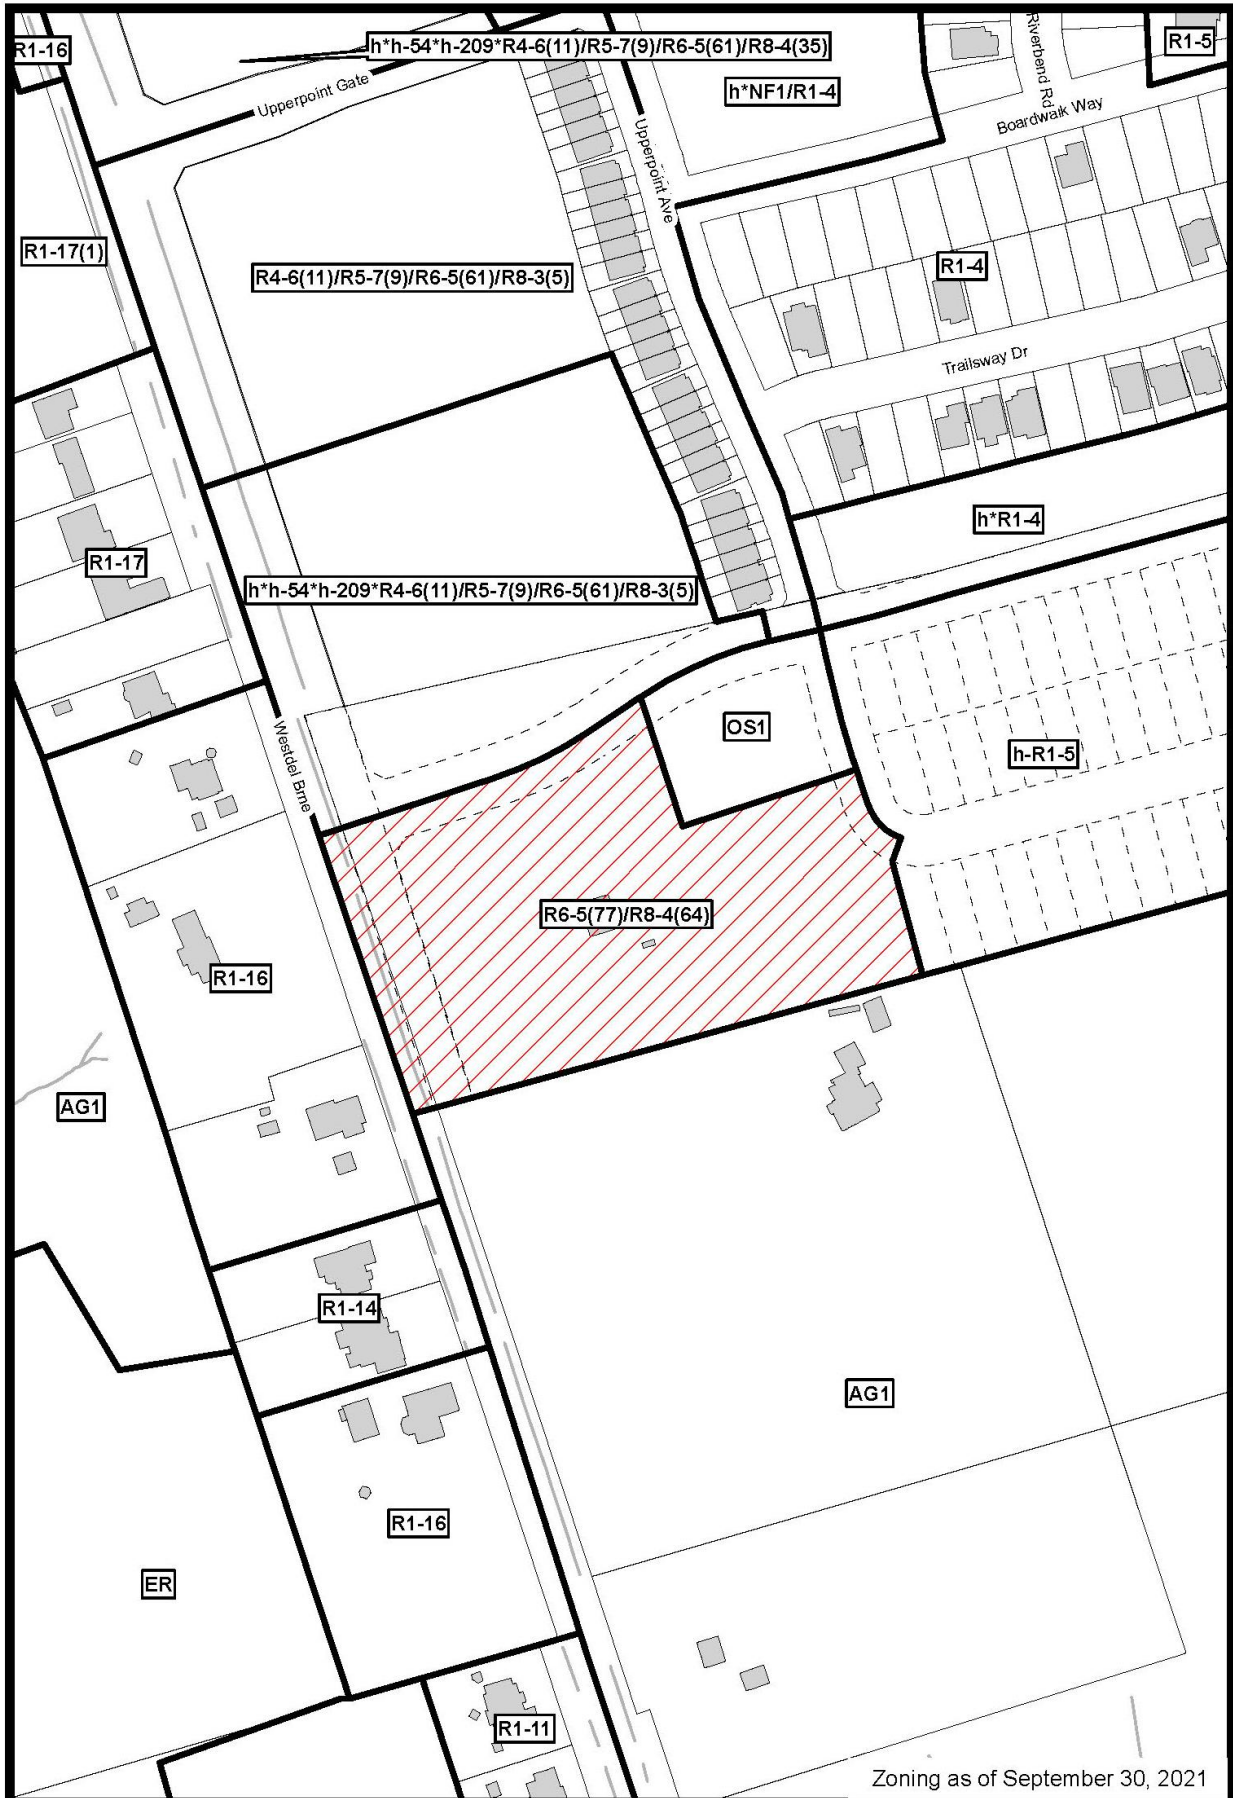 R1-16
h*h-54*h-209*R4-6(11)/R5-7(9)/R6-5(61)/R8-4(35)
R1-5
Upperpoint Gate
h*NF1/R1-4
Riverbend Rd
Boardwalk Way
Upperpoint Ave
R1-17(1)
R4-6(11)/R5-7(9)/R6-5(61)/R8-3(5)
R1-4
Trailsway Dr
h*R1-4
R1-17
h*h-54*h-209*R4-6(11)/R5-7(9)/R6-5(61)/R8-3(5)
OS1
h-R1-5
Westdel Brne
R6-5(77)/R8-4(64)
R1-16
AG1
R1-14
AG1
R1-16
ER
R1-11
Zoning as of September 30, 2021